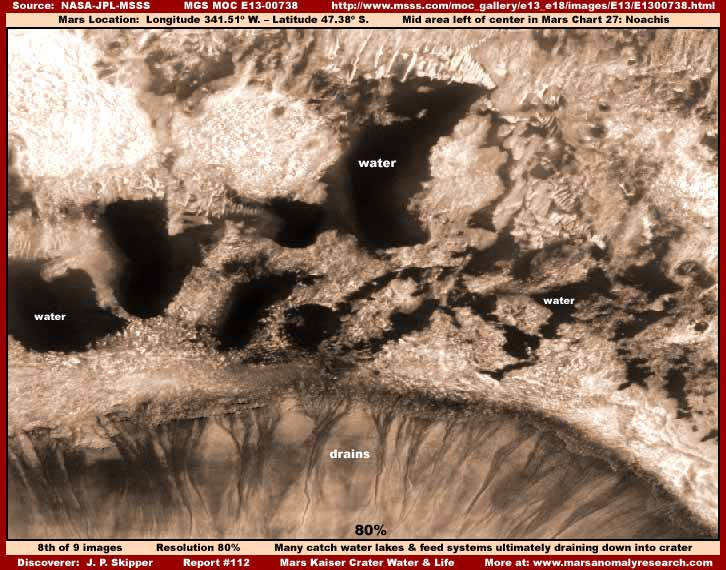 Source: NASA-JPL-MSSS MGS MOC E13-00738 http://www.msss.com/moc_gallery/e13_e18/images/E13/E1300738.html
Mars Location: Longitude 341.51º W. – Latitude 47.38º S. Mid area left of center in Mars Chart 27: Noachis
water
water
water
drains
80%
8th of 9 images Resolution 80% Many catch water lakes & feed systems ultimately draining down into crater
Discoverer: J. P. Skipper Report #112 Mars Kaiser Crater Water & Life More at: www.marsanomalyresearch.com